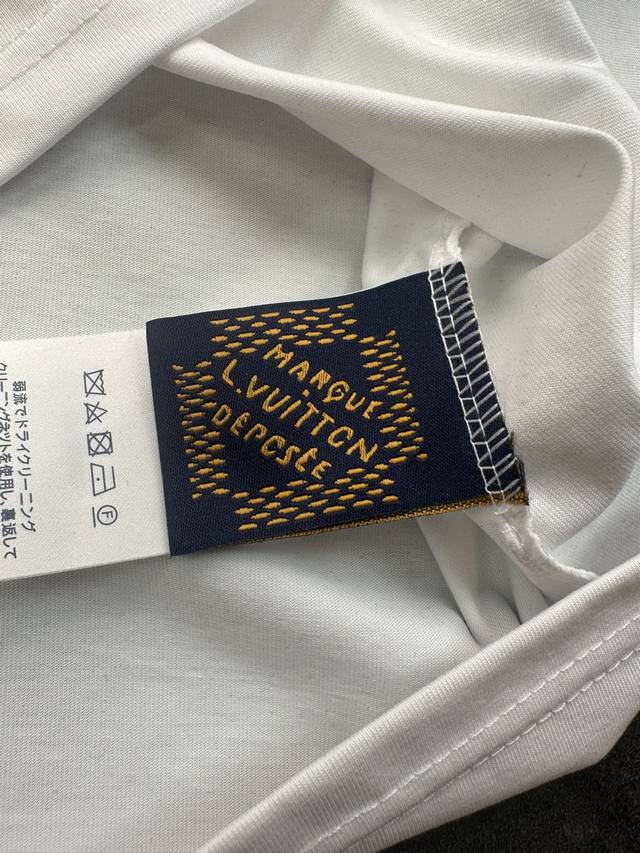 MARQUE
L.VUITTON
DÉPOSÉE
Ⓕ
弱流でドライクリーニング
クリーニングネットを使用し、裏返して